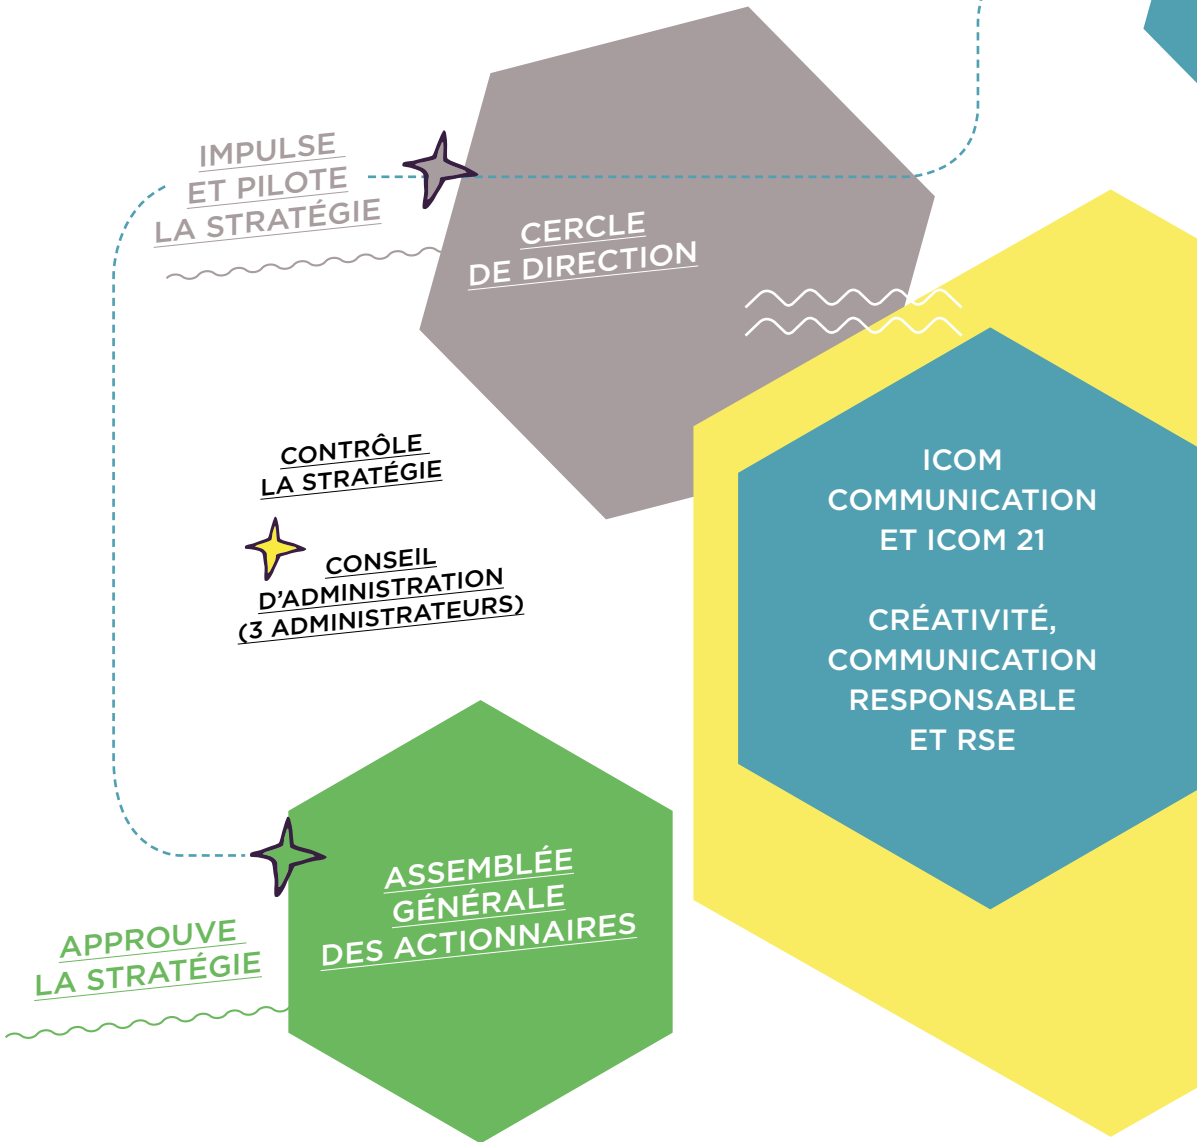 IMPULSE
ET PILOTE
LA STRATÉGIE
CERCLE
DE DIRECTION
CONTRÔLE
LA STRATÉGIE
CONSEIL
D’ADMINISTRATION
(3 ADMINISTRATEURS)
ICOM
COMMUNICATION
ET ICOM 21
CRÉATIVITÉ,
COMMUNICATION
RESPONSABLE
ET RSE
ASSEMBLÉE
GÉNÉRALE
DES ACTIONNAIRES
APPROUVE
LA STRATÉGIE